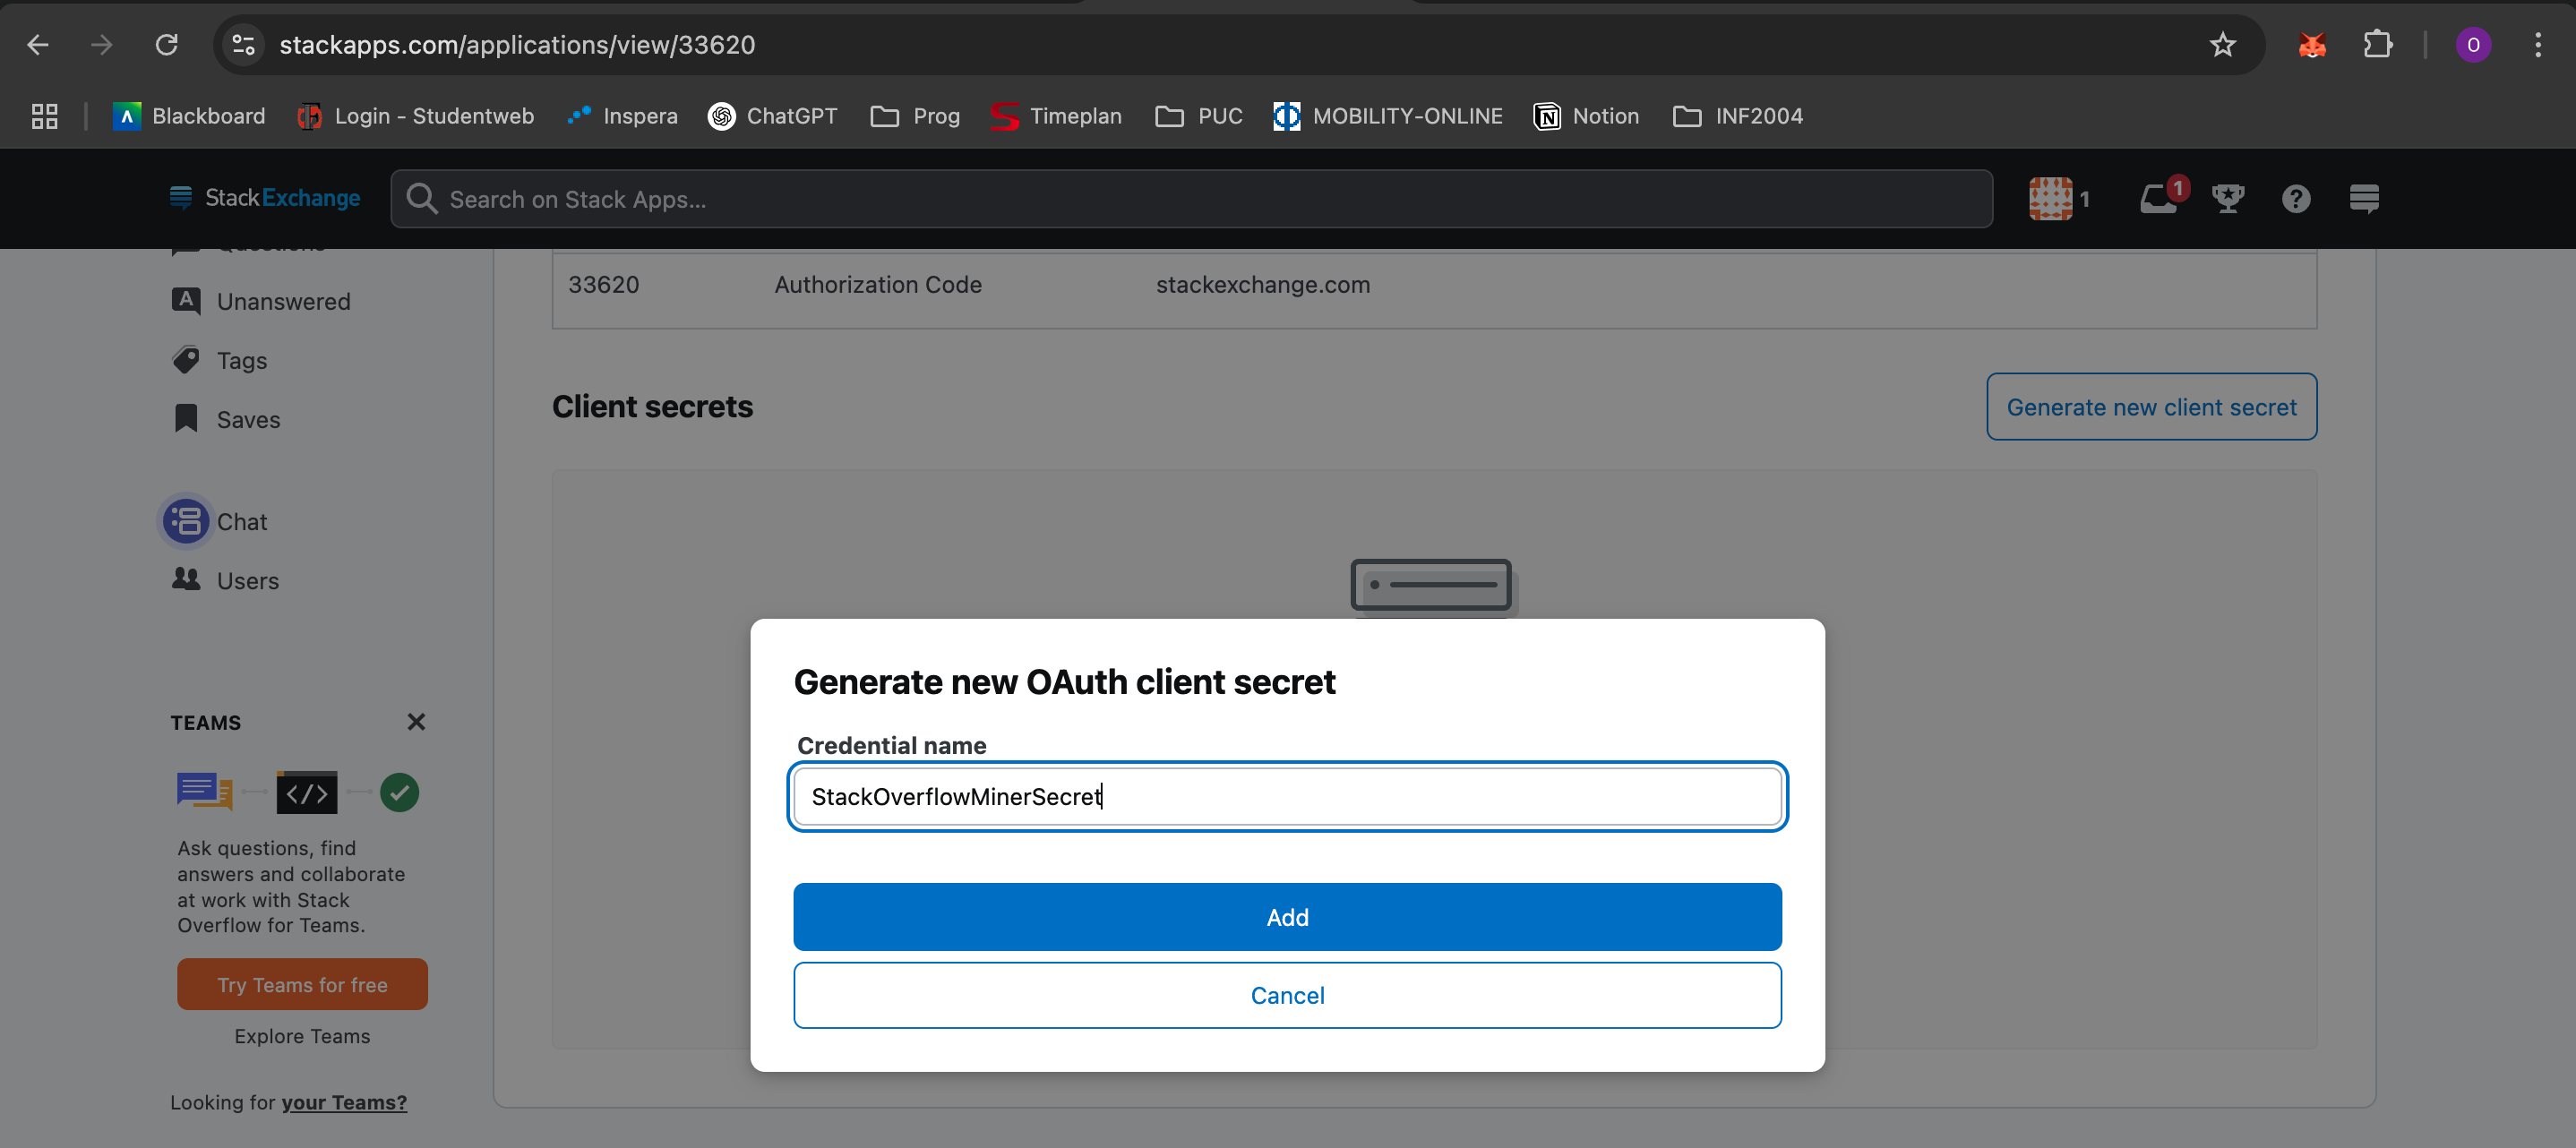 stackapps.com/applications/view/33620
O
Blackboard
Login - Studentweb
Inspera
ChatGPT
Prog
Timeplan
PUC
MOBILITY-ONLINE
Notion
INF2004
StackExchange
Search on Stack Apps...
1
1
Questions
Unanswered
Tags
Saves
Chat
Users
TEAMS
Ask questions, find
answers and collaborate
at work with Stack
Overflow for Teams.
Try Teams for free
Explore Teams
Looking for your Teams?
33620 Authorization Code stackexchange.com
Client secrets
Generate new client secret
Generate new OAuth client secret
Credential name
StackOverflowMinerSecret
Add
Cancel